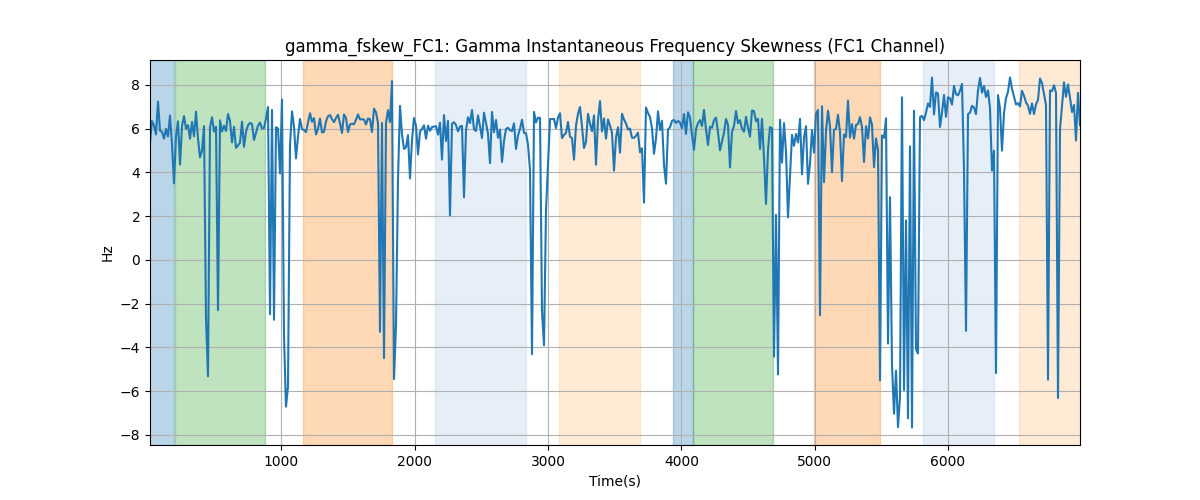 gamma_fskew_FC1: Gamma Instantaneous Frequency Skewness (FC1 Channel)
Hz
8
6
4
2
0
−2
−4
−6
−8
1000 2000 3000 4000 5000 6000
Time(s)